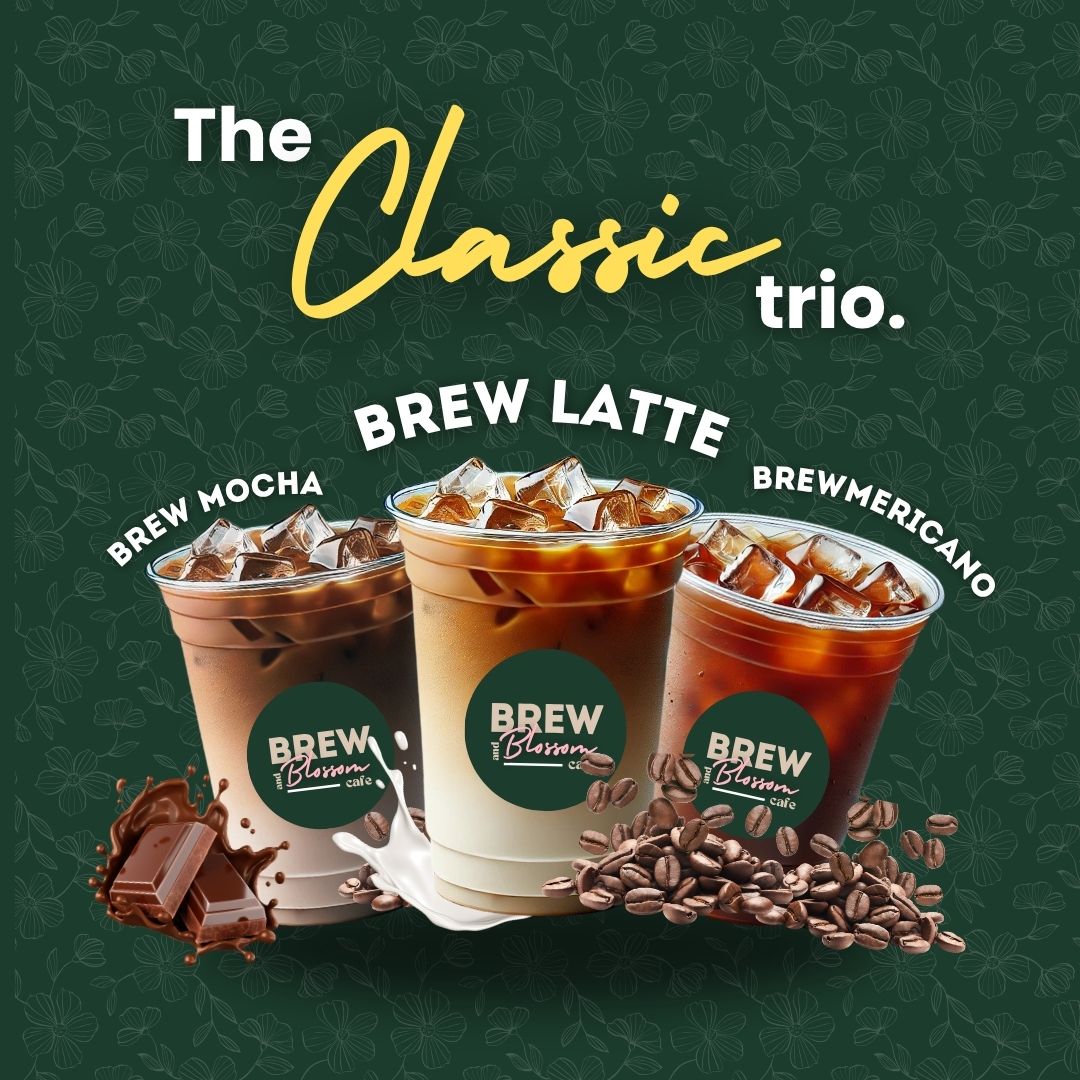 The
Classic
trio.
BREW LATTE
BREW MOCHA
BREWMERICANO
BREW
and Blossom
cafe
BREW
and Blossom
ca
BREW
and Blossom
cafe